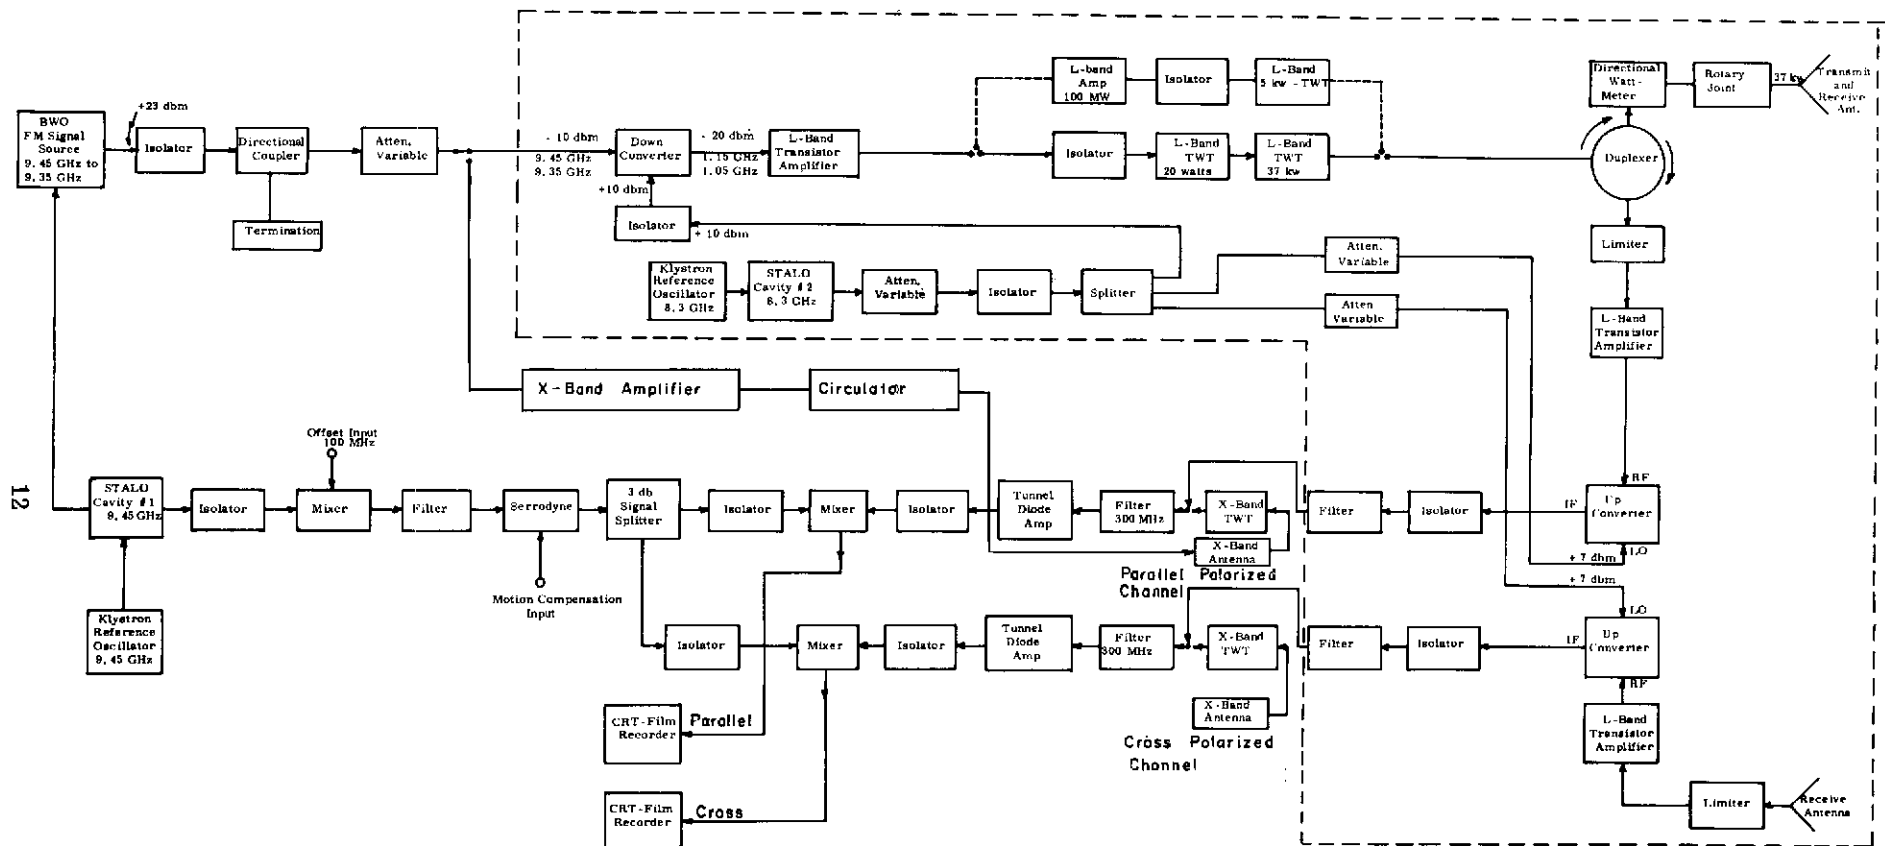 BWO
FM Signal
Source
9.45 GHz to
9.35 GHz
+23 dbm
Isolator
Directional
Coupler
Termination
Atten.
Variable
- 10 dbm
9.45 GHz
9.35 GHz
Down
Converter
+10 dbm
Isolator
+ 10 dbm
- 20 dbm
1.15 GHz
1.05 GHz
L-Band
Transistor
Amplifier
L-band
Amp
100 MW
Isolator
L-Band
5 kw - TWT
Isolator
L-Band
TWT
20 watts
L-Band
TWT
37 kw
Directional
Watt-
Meter
Rotary
Joint
37 kw
Transmit
and
Receive
Ant.
Duplexer
Limiter
L-Band
Transistor
Amplifier
Klystron
Reference
Oscillator
8.3 GHz
STALO
Cavity #2
8.3 GHz
Atten.
Variable
Isolator
Splitter
Atten.
Variable
Atten
Variable
X-Band Amplifier
Circulator
Offset Input
100 MHz
12
STALO
Cavity #1
9.45 GHz
Isolator
Mixer
Filter
Serrodyne
3 db
Signal
Splitter
Isolator
Mixer
Isolator
Tunnel
Diode
Amp
Filter
300 MHz
X-Band
TWT
X-Band
Antenna
Parallel Polarized
Channel
Filter
Isolator
IF
RF
Up
Converter
LO
+ 7 dbm
+ 7 dbm
Motion Compensation
Input
Klystron
Reference
Oscillator
9.45 GHz
Isolator
Mixer
Isolator
Tunnel
Diode
Amp
Filter
300 MHz
X-Band
TWT
X-Band
Antenna
Cross Polarized
Channel
Filter
Isolator
IF
LO
Up
Converter
RF
L-Band
Transistor
Amplifier
Limiter
Receive
Antenna
CRT-Film
Recorder
Parallel
CRT-Film
Recorder
Cross